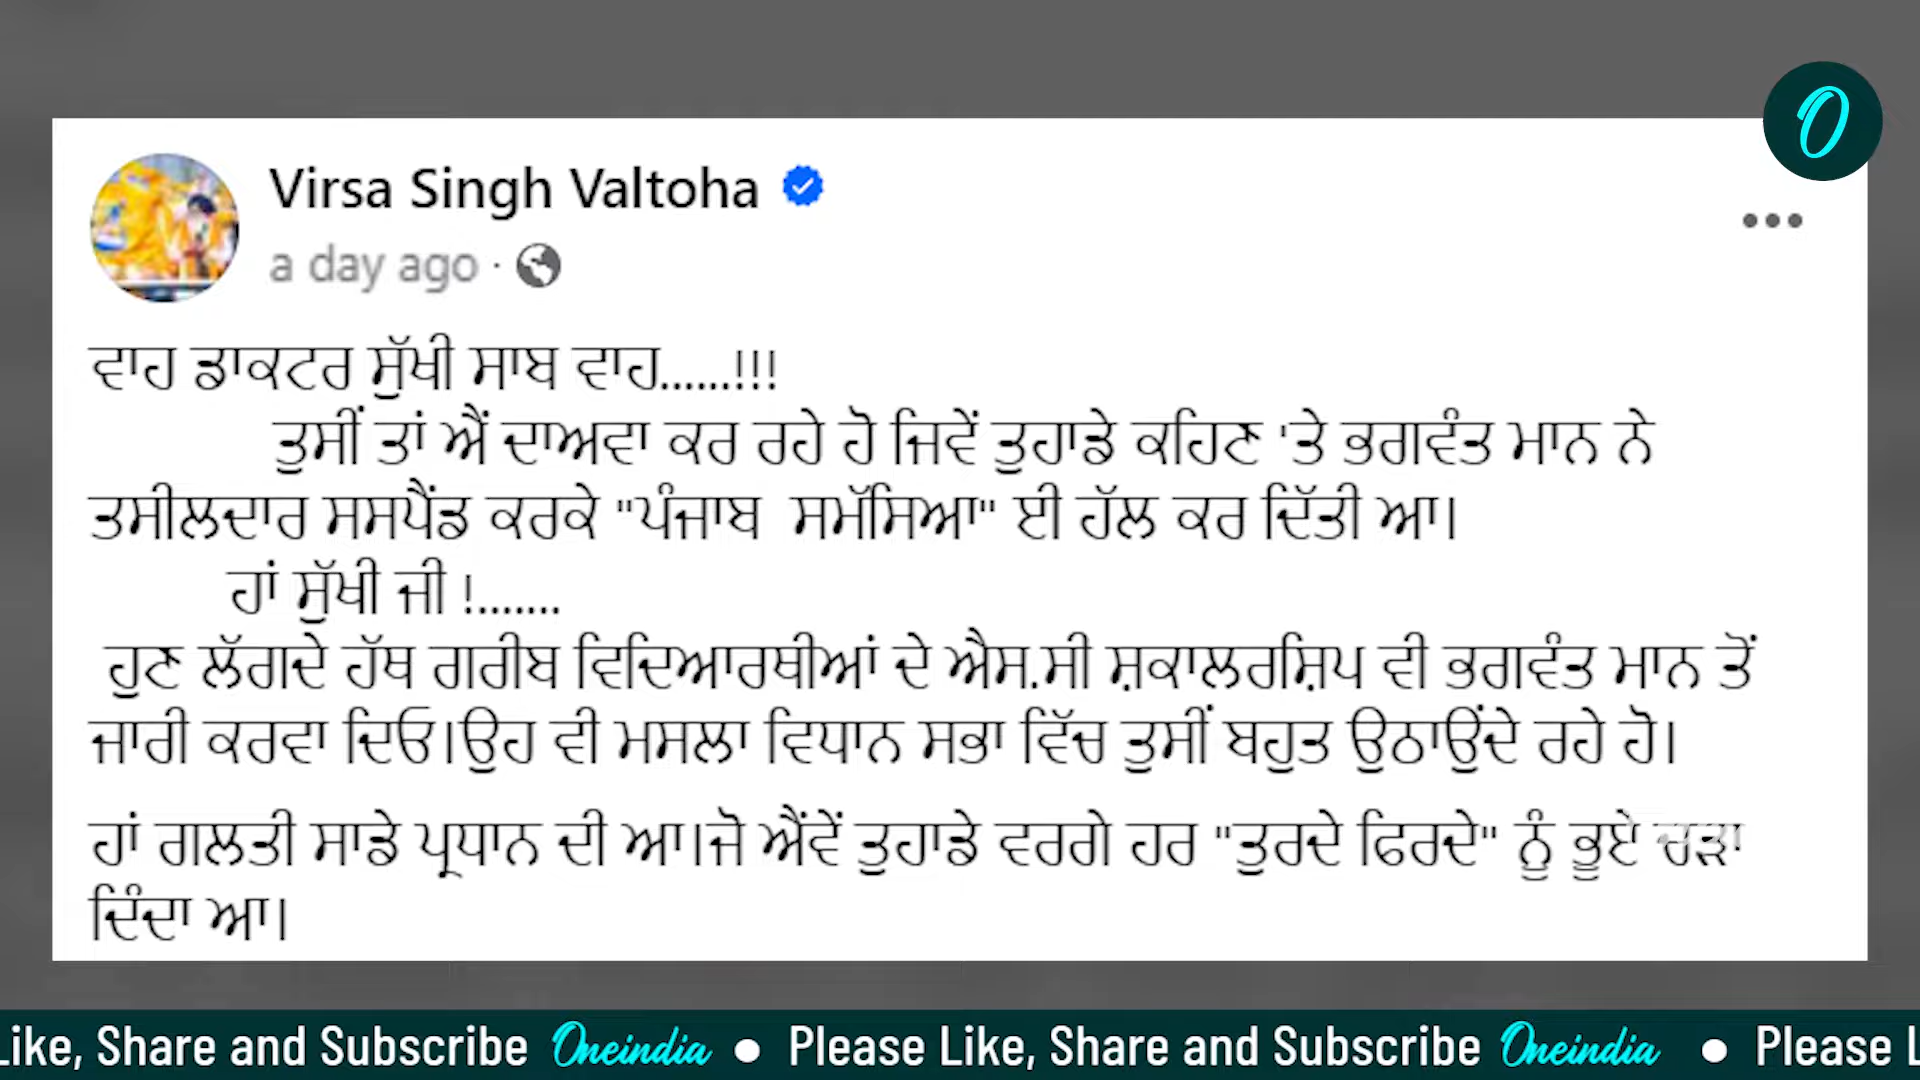 O
Virsa Singh Valtoha
a day ago ·
ਵਾਹ ਡਾਕਟਰ ਸੁੱਖੀ ਸਾਬ ਵਾਹ......!!!
ਤੁਸੀਂ ਤਾਂ ਐਂ ਦਾਅਵਾ ਕਰ ਰਹੇ ਹੋ ਜਿਵੇਂ ਤੁਹਾਡੇ ਕਹਿਣ 'ਤੇ ਭਗਵੰਤ ਮਾਨ ਨੇ
ਤਸੀਲਦਾਰ ਸਸਪੈਂਡ ਕਰਕੇ "ਪੰਜਾਬ  ਸਮੱਸਿਆ" ਈ ਹੱਲ ਕਰ ਦਿੱਤੀ ਆ।
ਹਾਂ ਸੁੱਖੀ ਜੀ !.......
ਹੁਣ ਲੱਗਦੇ ਹੱਥ ਗਰੀਬ ਵਿਦਿਆਰਥੀਆਂ ਦੇ ਐਸ.ਸੀ ਸ਼ਕਾਲਰਸ਼ਿਪ ਵੀ ਭਗਵੰਤ ਮਾਨ ਤੋਂ
ਜਾਰੀ ਕਰਵਾ ਦਿਓ।ਉਹ ਵੀ ਮਸਲਾ ਵਿਧਾਨ ਸਭਾ ਵਿੱਚ ਤੁਸੀਂ ਬਹੁਤ ਉਠਾਉਂਦੇ ਰਹੇ ਹੋ।
ਹਾਂ ਗਲਤੀ ਸਾਡੇ ਪ੍ਰਧਾਨ ਦੀ ਆ।ਜੋ ਐਂਵੇਂ ਤੁਹਾਡੇ ਵਰਗੇ ਹਰ "ਤੁਰਦੇ ਫਿਰਦੇ" ਨੂੰ ਭੂਏ ਚੜਾ
ਦਿੰਦਾ ਆ।
Like, Share and Subscribe Oneindia ● Please Like, Share and Subscribe Oneindia ● Please L